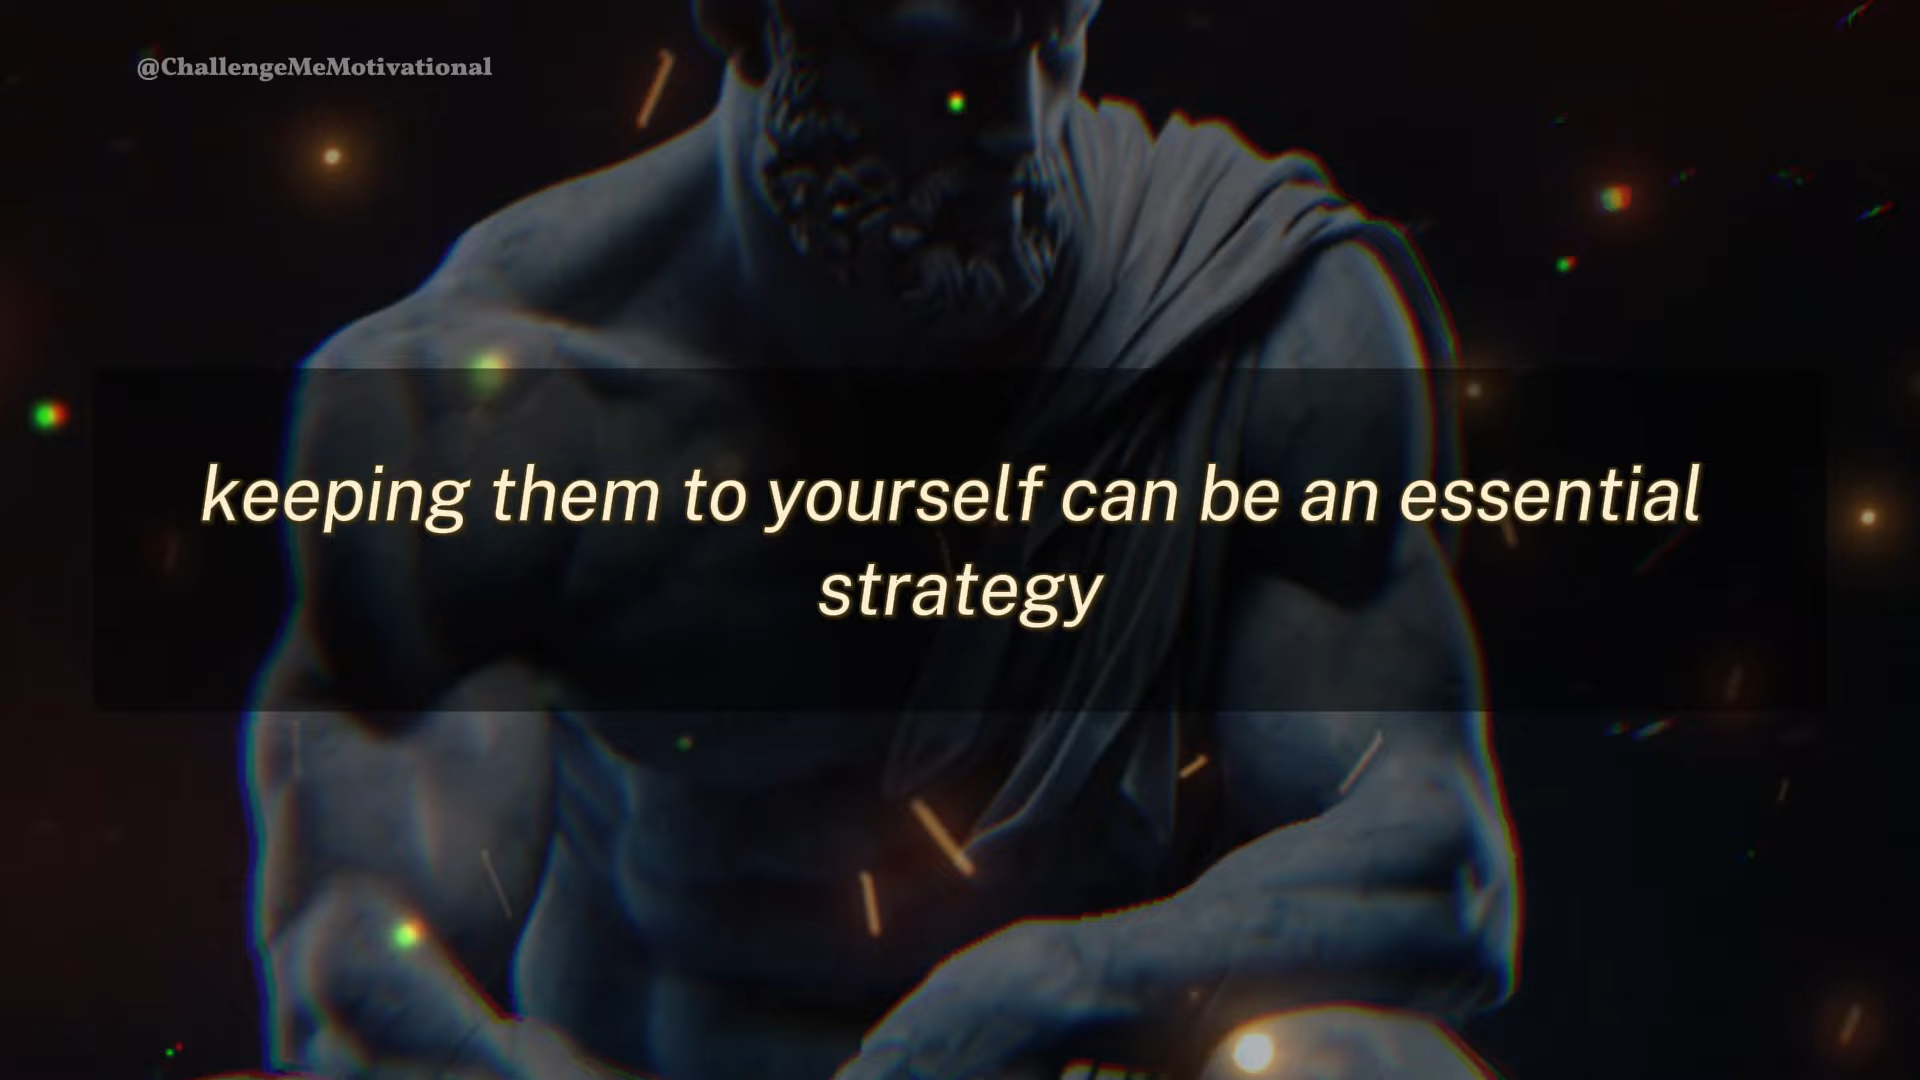 @ChallengeMeMotivational
keeping them to yourself can be an essential
strategy